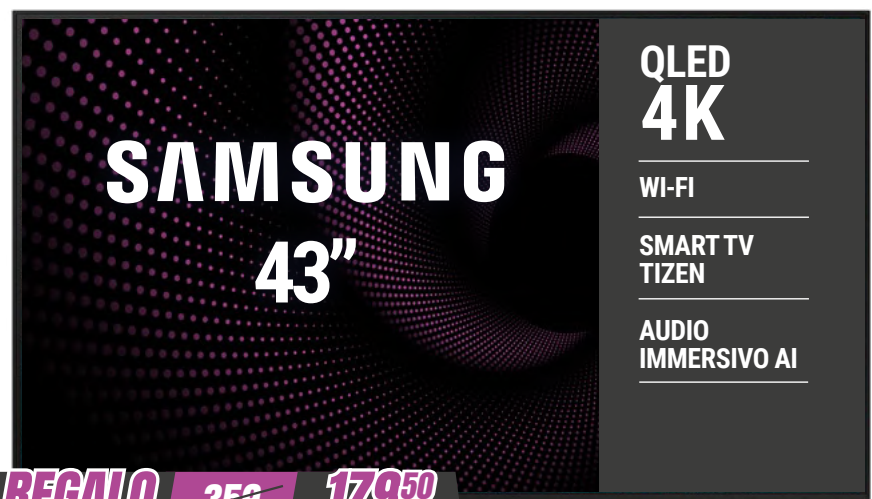 SAMSUNG
43”
QLED
4K
WI-FI
SMART TV
TIZEN
AUDIO
IMMERSIVO AI
REGALO
17950